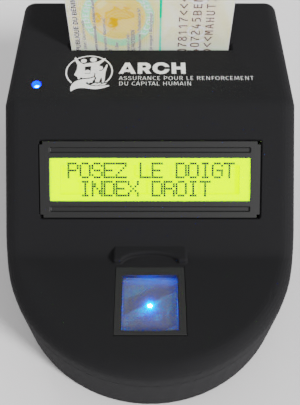 ARCH
ASSURANCE POUR LE RENFORCEMENT
DU CAPITAL HUMAIN
POSEZ LE DOIGT
INDEX DROIT